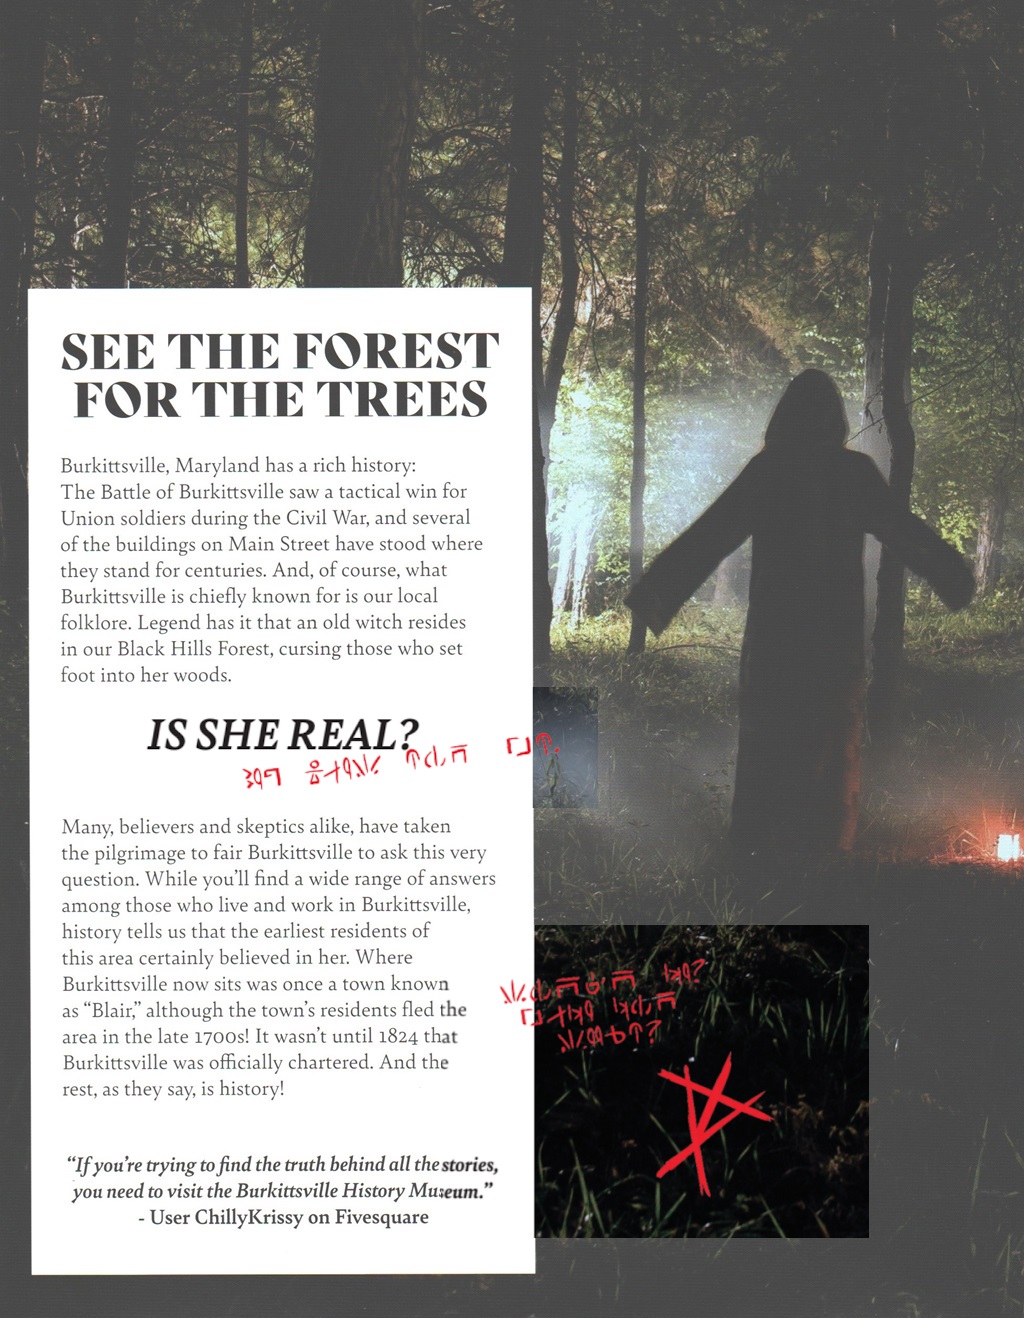 SEE THE FOREST
FOR THE TREES
Burkittsville, Maryland has a rich history:
The Battle of Burkittsville saw a tactical win for
Union soldiers during the Civil War, and several
of the buildings on Main Street have stood where
they stand for centuries. And, of course, what
Burkittsville is chiefly known for is our local
folklore. Legend has it that an old witch resides
in our Black Hills Forest, cursing those who set
foot into her woods.
IS SHE REAL?
Many, believers and skeptics alike, have taken
the pilgrimage to fair Burkittsville to ask this very
question. While you’ll find a wide range of answers
among those who live and work in Burkittsville,
history tells us that the earliest residents of
this area certainly believed in her. Where
Burkittsville now sits was once a town known
as “Blair,” although the town’s residents fled the
area in the late 1700s! It wasn’t until 1824 that
Burkittsville was officially chartered. And the
rest, as they say, is history!
“If you’re trying to find the truth behind all the stories,
you need to visit the Burkittsville History Museum.”
- User ChillyKrissy on Fivesquare